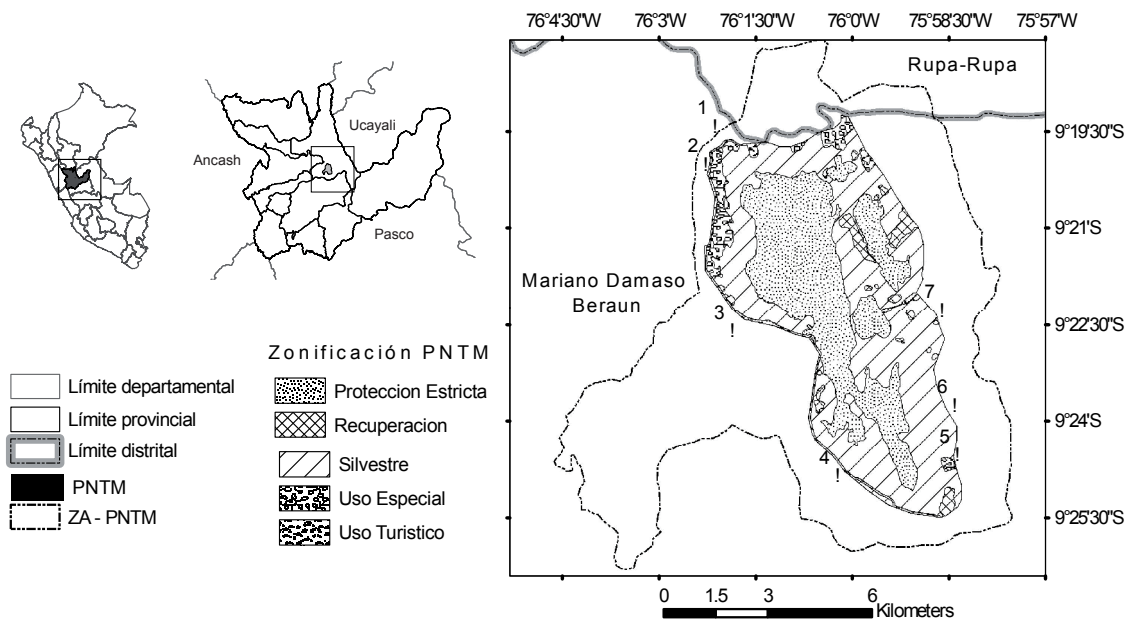 76°4'30"W 76°3'W 76°1'30"W 76°0'W 75°58'30"W 75°57'W
Rupa-Rupa
Ucayali
Ancash
Pasco
1
!
2
!
9°19'30"S
9°21'S
Mariano Damaso
Beraun
3
!
7
!
9°22'30"S
6
!
9°24'S
5
!
4
!
9°25'30"S
Límite departamental
Límite provincial
Límite distrital
PNTM
ZA - PNTM
Zonificación PNTM
Proteccion Estricta
Recuperacion
Silvestre
Uso Especial
Uso Turistico
0 1.5 3 6
Kilometers